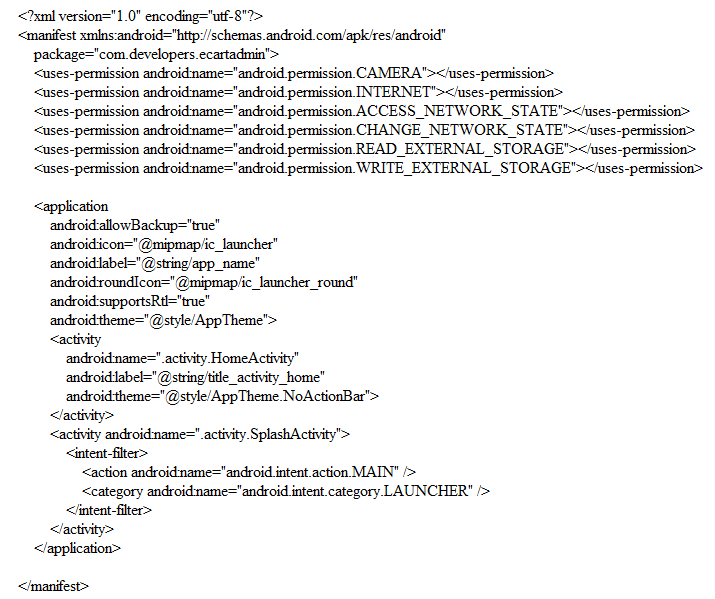 <?xml version="1.0" encoding="utf-8"?>
<manifest xmlns:android="http://schemas.android.com/apk/res/android"
package="com.developers.ecartadmin">
<uses-permission android:name="android.permission.CAMERA"></uses-permission>
<uses-permission android:name="android.permission.INTERNET"></uses-permission>
<uses-permission android:name="android.permission.ACCESS_NETWORK_STATE"></uses-permission>
<uses-permission android:name="android.permission.CHANGE_NETWORK_STATE"></uses-permission>
<uses-permission android:name="android.permission.READ_EXTERNAL_STORAGE"></uses-permission>
<uses-permission android:name="android.permission.WRITE_EXTERNAL_STORAGE"></uses-permission>
<application
android:allowBackup="true"
android:icon="@mipmap/ic_launcher"
android:label="@string/app_name"
android:roundIcon="@mipmap/ic_launcher_round"
android:supportsRtl="true"
android:theme="@style/AppTheme">
<activity
android:name=".activity.HomeActivity"
android:label="@string/title_activity_home"
android:theme="@style/AppTheme.NoActionBar">
</activity>
<activity android:name=".activity.SplashActivity">
<intent-filter>
<action android:name="android.intent.action.MAIN" />
<category android:name="android.intent.category.LAUNCHER" />
</intent-filter>
</activity>
</application>
</manifest>